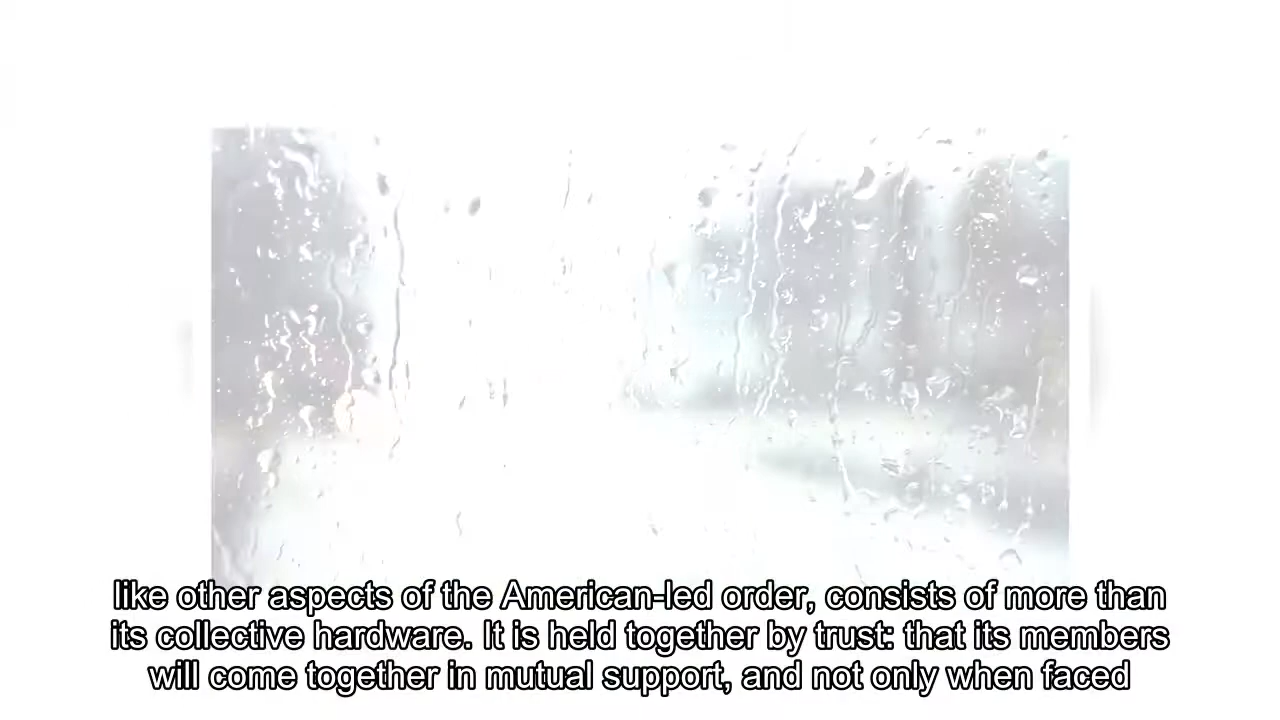 like other aspects of the American-led order, consists of more than
its collective hardware. It is held together by trust: that its members
will come together in mutual support, and not only when faced